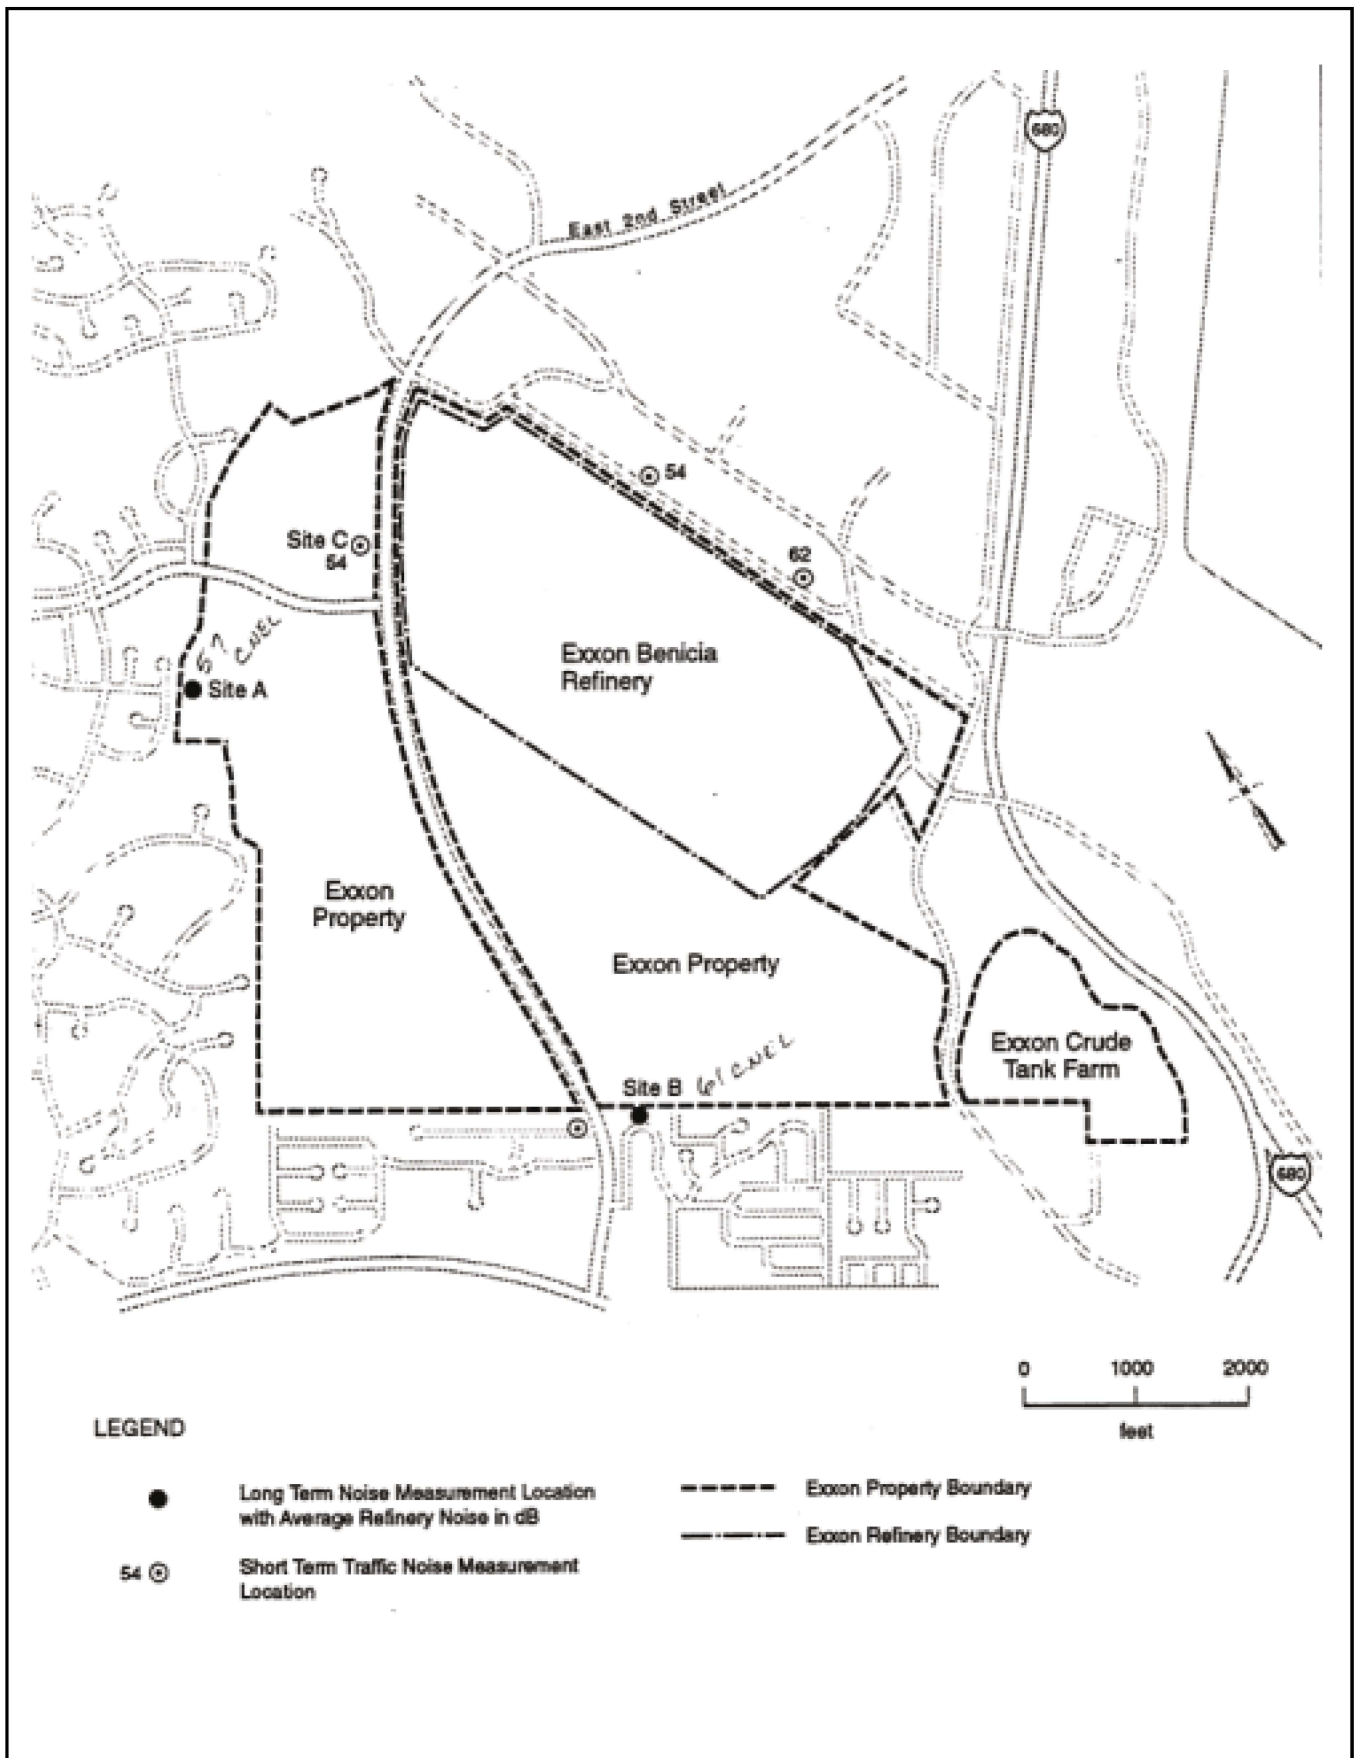 680
East 2nd Street
54
Site C
54
62
CNEL
Site A
Exxon Benicia
Refinery
Exxon
Property
Exxon Property
Exxon Crude
Tank Farm
Site B 61 CNEL
680
0 1000 2000
feet
LEGEND
Long Term Noise Measurement Location
with Average Refinery Noise in dB
54
Short Term Traffic Noise Measurement
Location
Exxon Property Boundary
Exxon Refinery Boundary